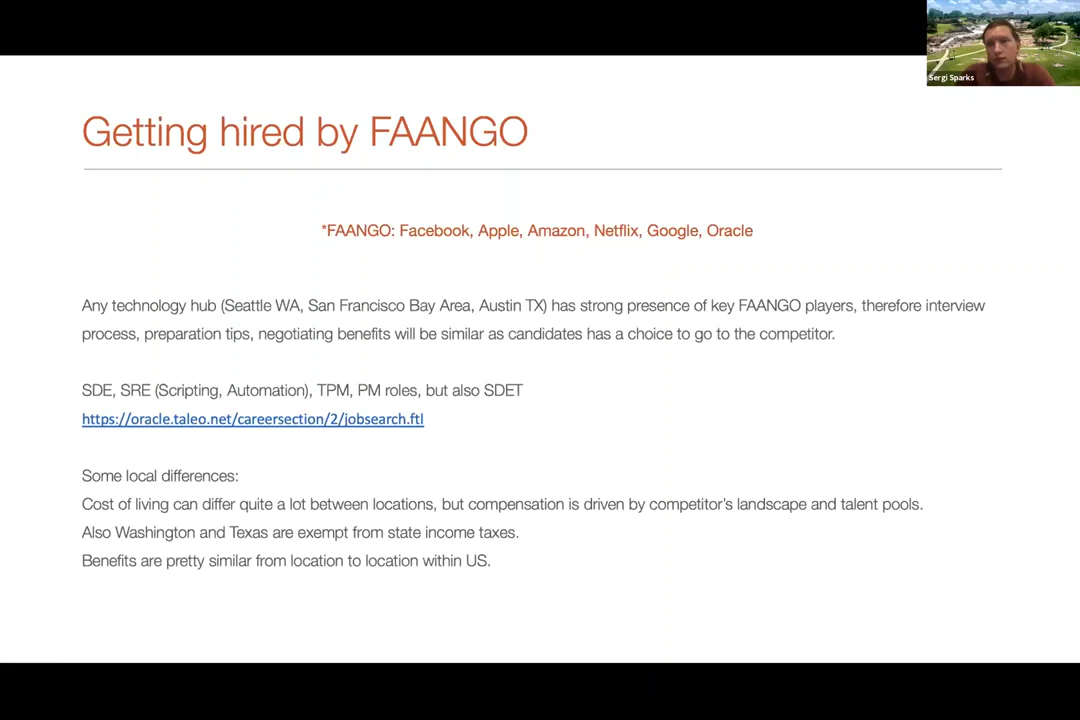 Sergi Sparks
Getting hired by FAANGO
*FAANGO: Facebook, Apple, Amazon, Netflix, Google, Oracle
Any technology hub (Seattle WA, San Francisco Bay Area, Austin TX) has strong presence of key FAANGO players, therefore interview
process, preparation tips, negotiating benefits will be similar as candidates has a choice to go to the competitor.
SDE, SRE (Scripting, Automation), TPM, PM roles, but also SDET
https://oracle.taleo.net/careersection/2/jobsearch.ftl
Some local differences:
Cost of living can differ quite a lot between locations, but compensation is driven by competitor's landscape and talent pools.
Also Washington and Texas are exempt from state income taxes.
Benefits are pretty similar from location to location within US.